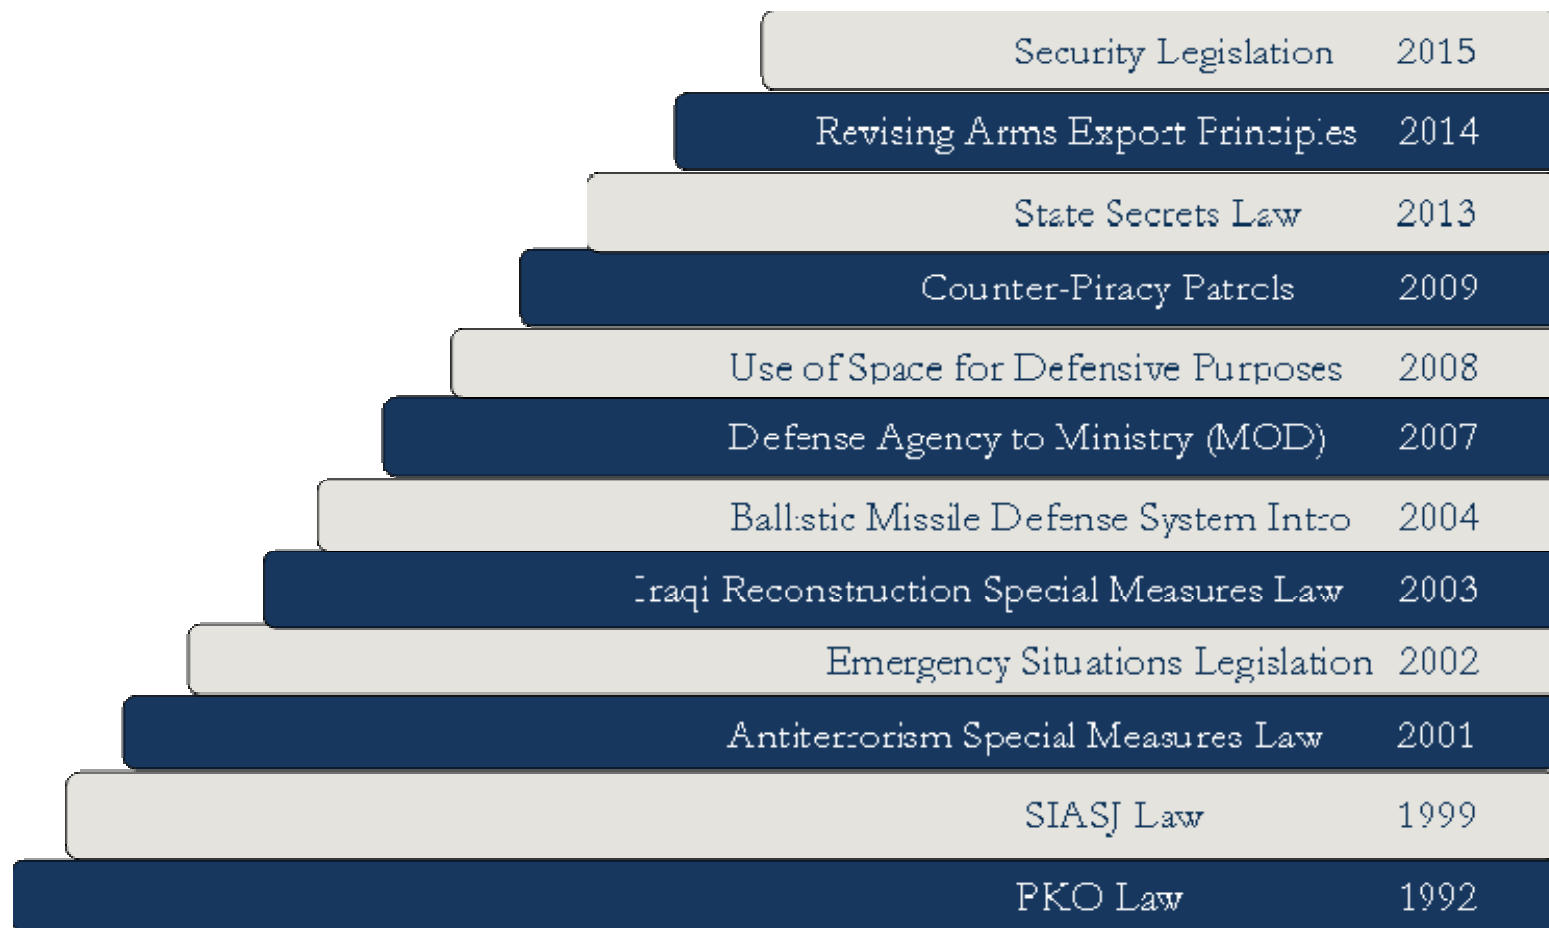 Security Legislation 2015
Revising Arms Export Principles 2014
State Secrets Law 2013
Counter-Piracy Patrols 2009
Use of Space for Defensive Purposes 2008
Defense Agency to Ministry (MOD) 2007
Ballistic Missile Defense System Intro 2004
Iraqi Reconstruction Special Measures Law 2003
Emergency Situations Legislation 2002
Antiterrorism Special Measures Law 2001
SIASJ Law 1999
PKO Law 1992